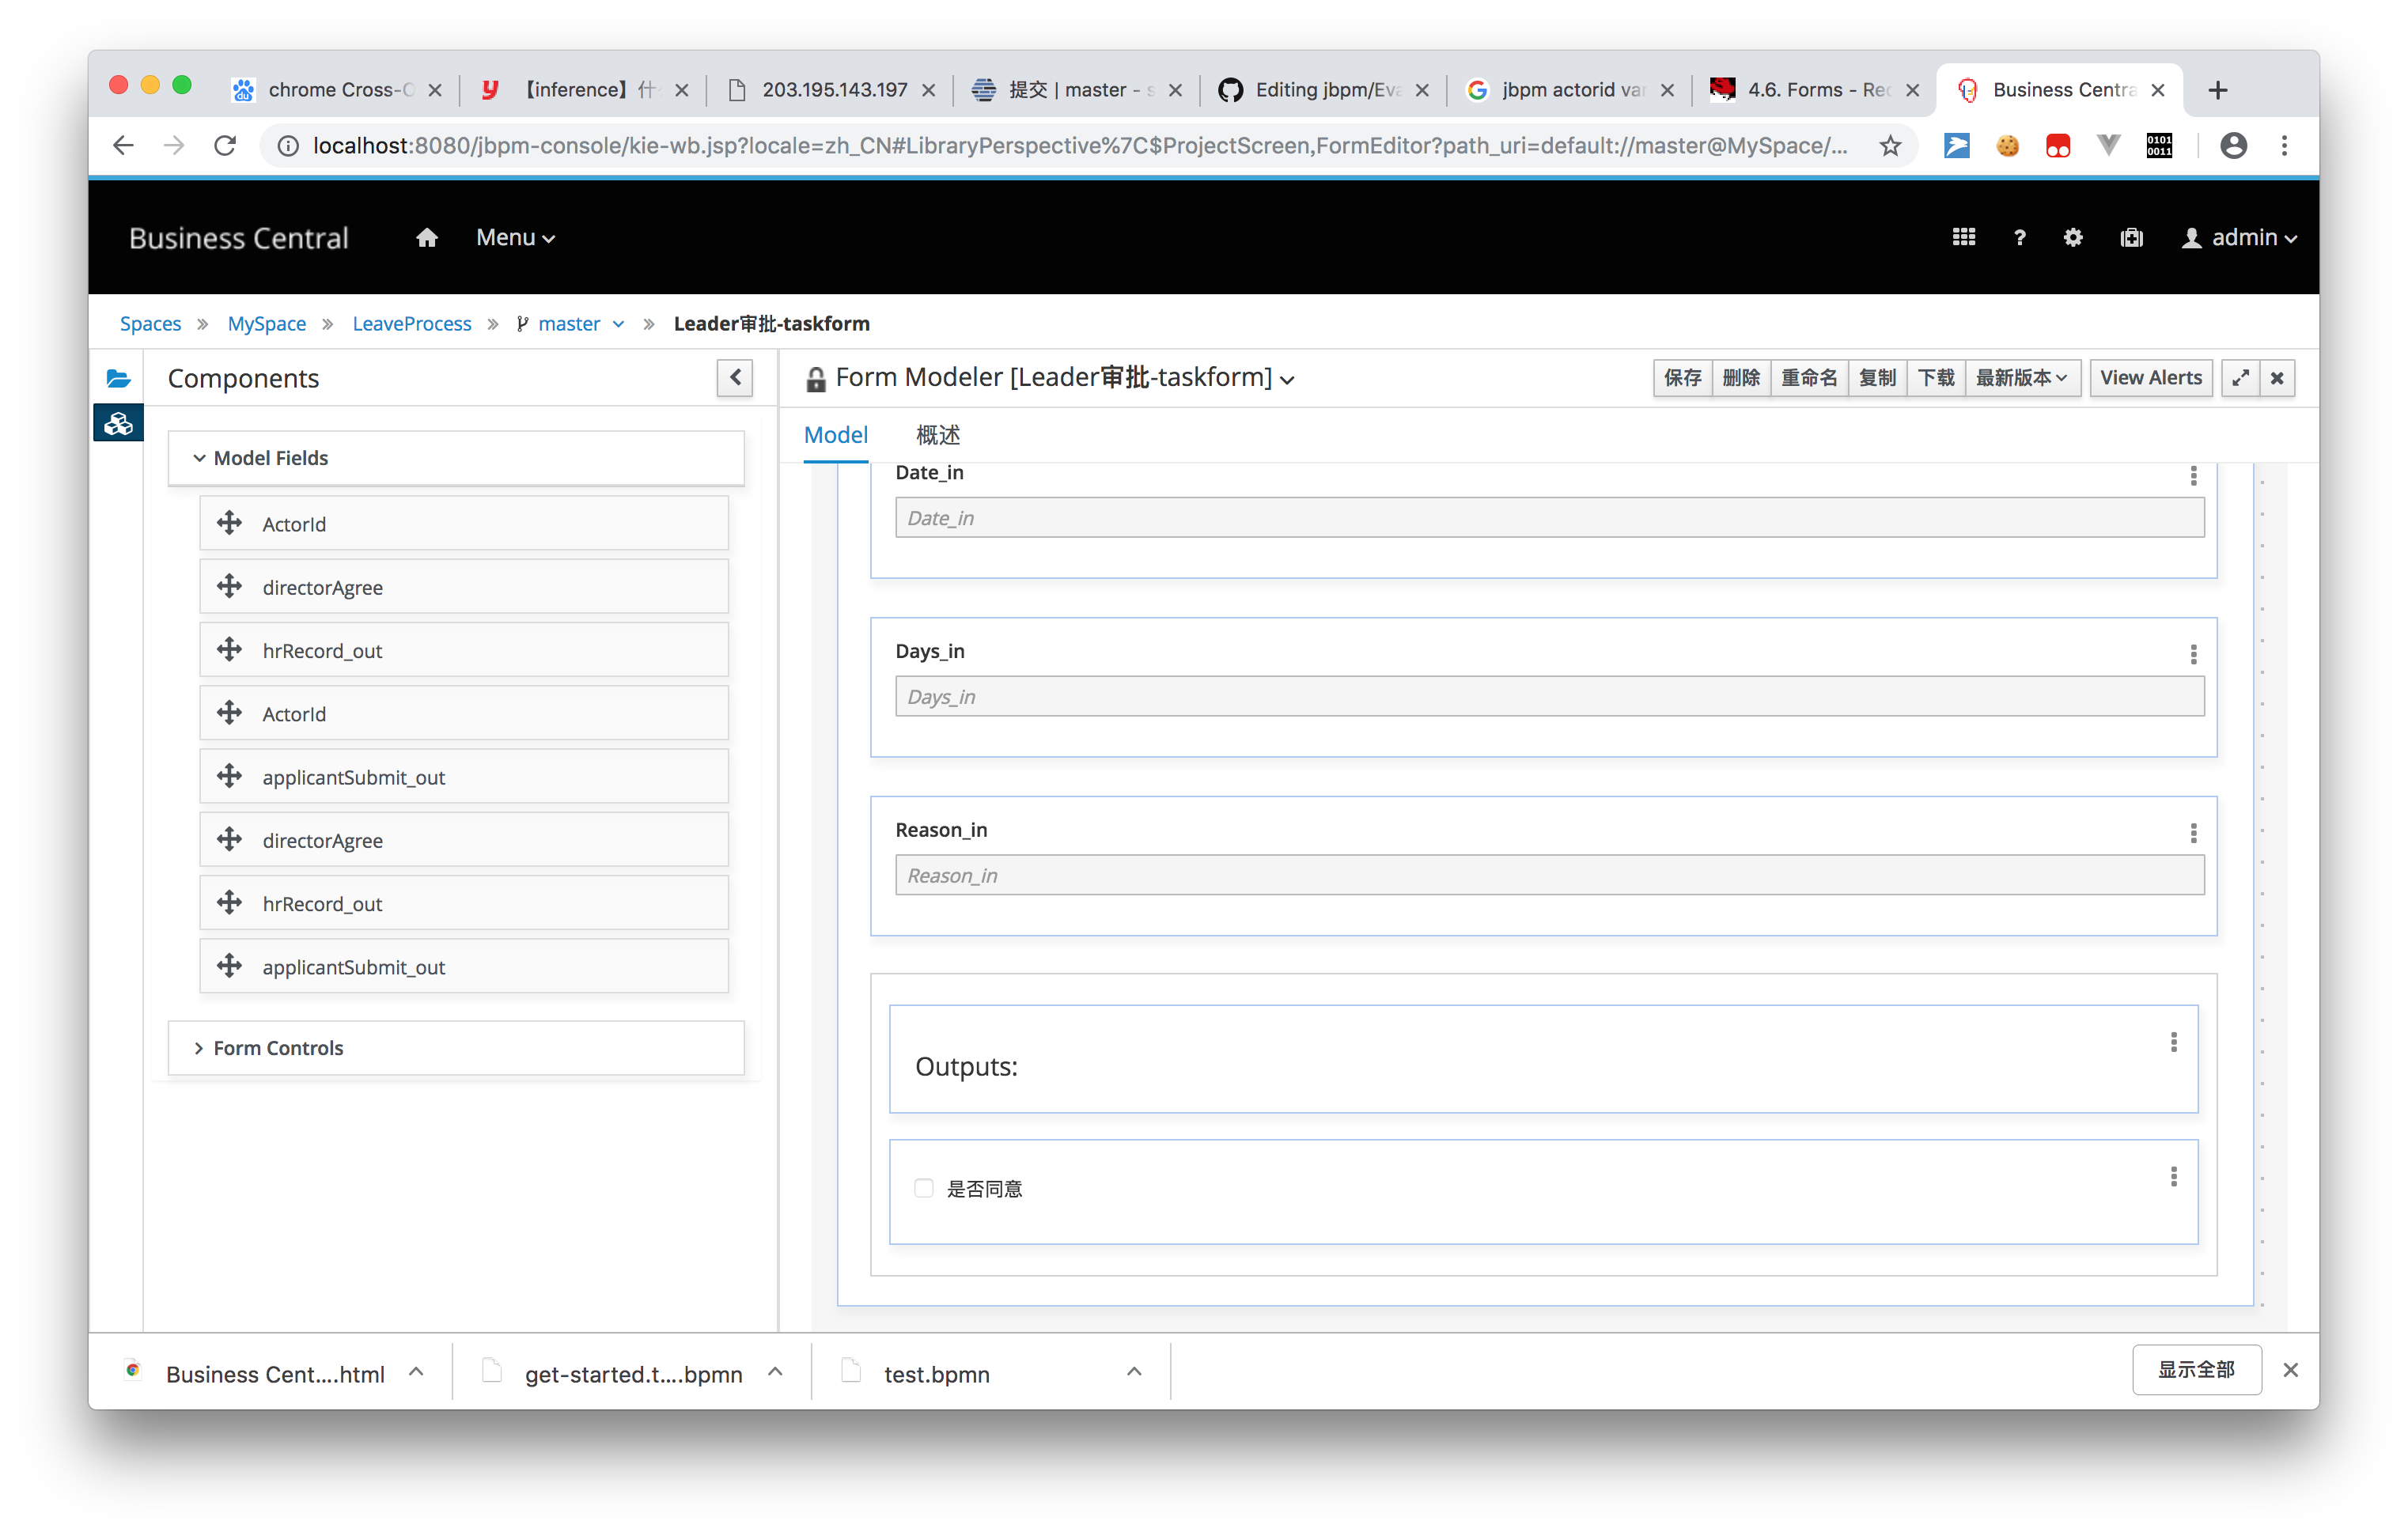 chrome Cross-O
【inference】什
203.195.143.197
提交 | master - s
Editing jbpm/Eva
jbpm actorid var
4.6. Forms - Red
Business Centra
localhost:8080/jbpm-console/kie-wb.jsp?locale=zh_CN#LibraryPerspective%7C$ProjectScreen,FormEditor?path_uri=default://master@MySpace/...
0101
0011
Business Central
Menu
?
admin
Spaces » MySpace » LeaveProcess » master » Leader审批-taskform
Components
Form Modeler [Leader审批-taskform]
保存 删除 重命名 复制 下载 最新版本 View Alerts
Model 概述
Model Fields
ActorId
directorAgree
hrRecord_out
ActorId
applicantSubmit_out
directorAgree
hrRecord_out
applicantSubmit_out
Form Controls
Date_in
Date_in
Days_in
Days_in
Reason_in
Reason_in
Outputs:
是否同意
Business Cent....html
get-started.t....bpmn
test.bpmn
显示全部